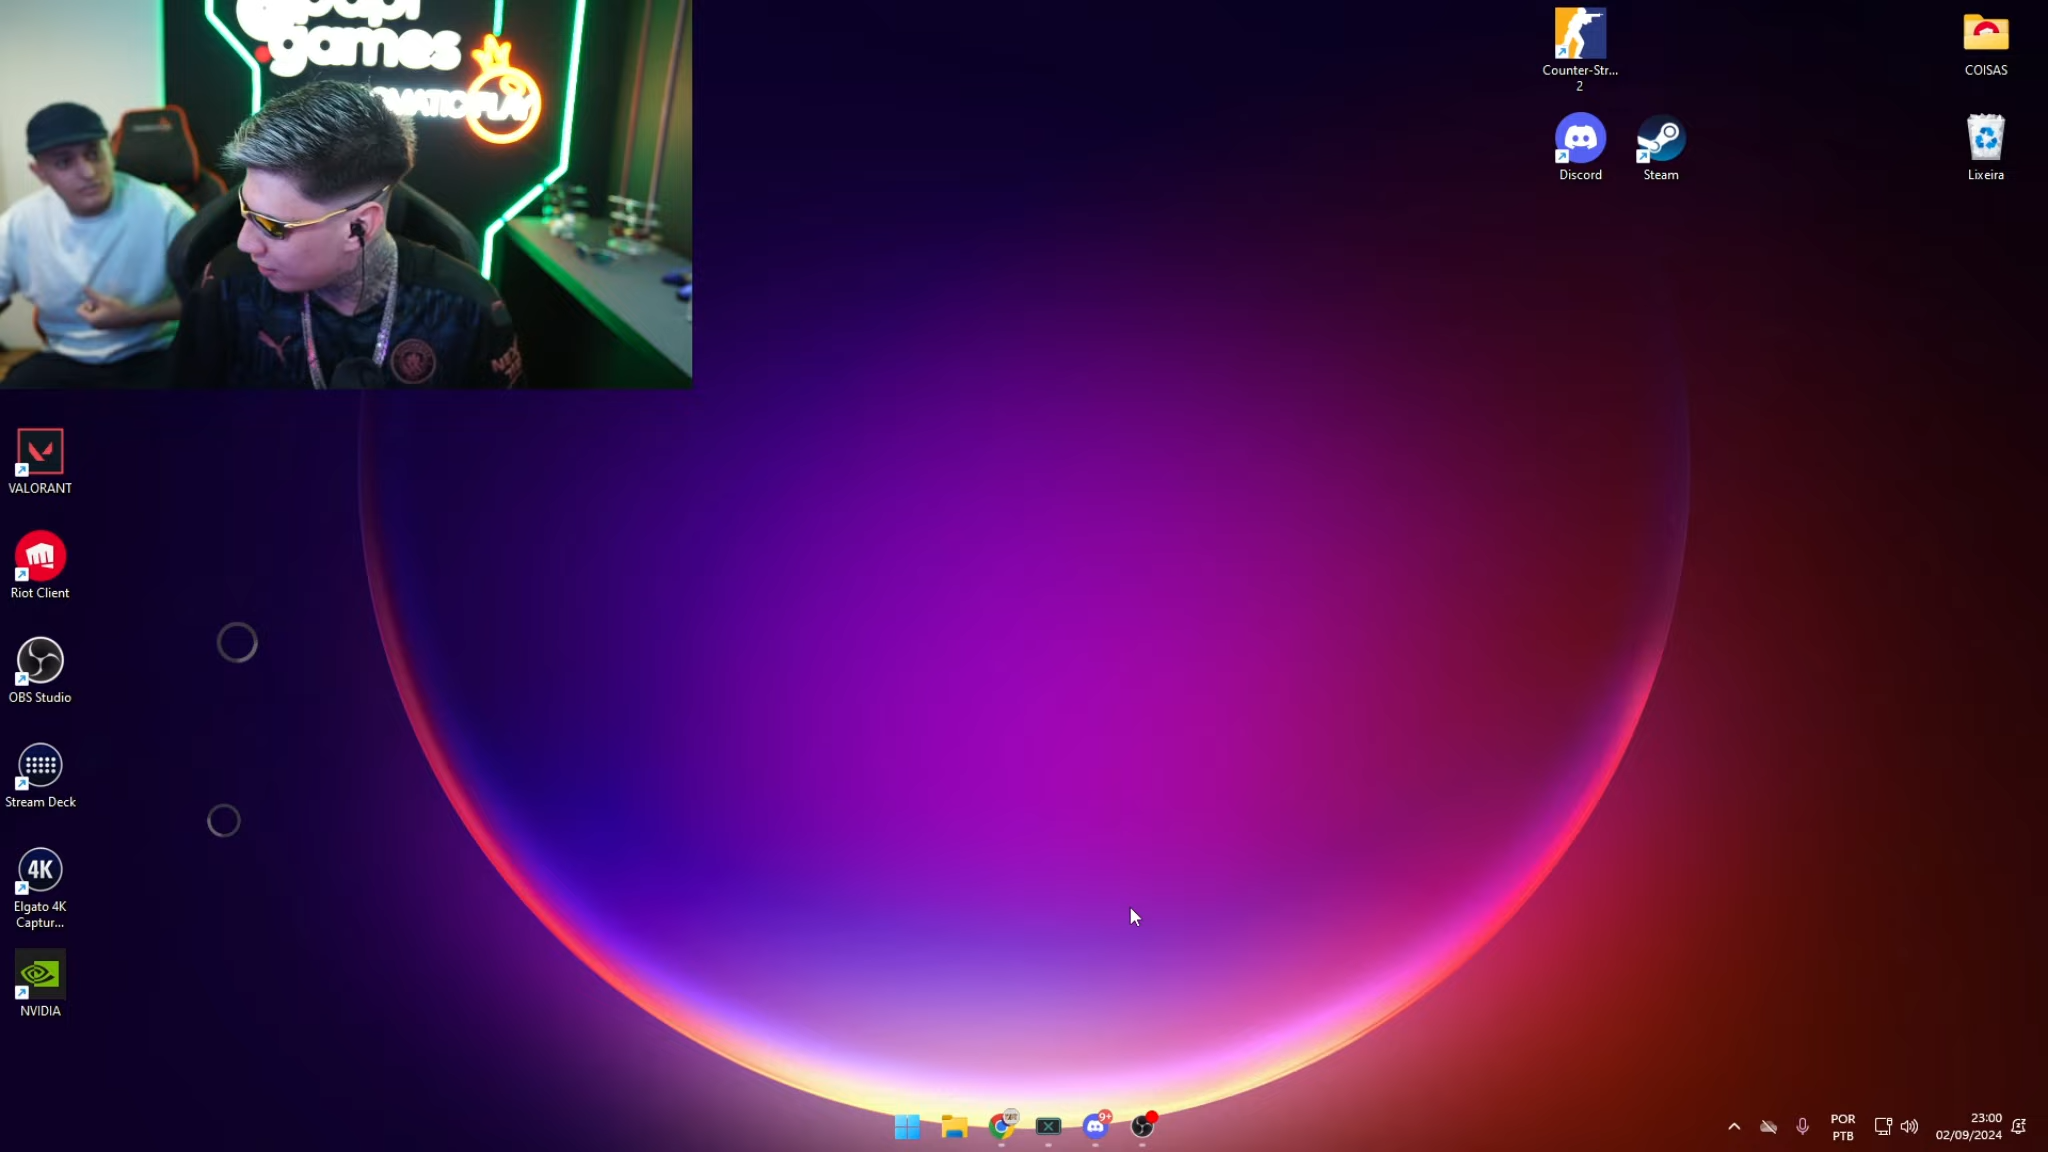 games
Counter-Str...
2
COISAS
Discord
Steam
Lixeira
VALORANT
Riot Client
OBS Studio
Stream Deck
4K
Elgato 4K
Captur...
NVIDIA
9+
POR
PTB
23:00
02/09/2024